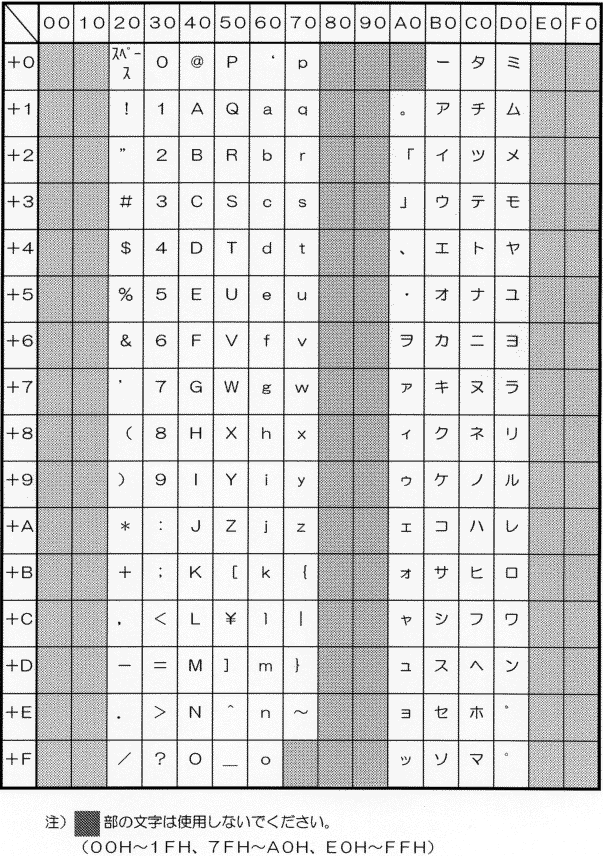 00 10 20 30 40 50 60 70 80 90 A0 B0 C0 D0 E0 F0
+0 スペース 0 @ P ‘ p ー タ ミ
+1 ! 1 A Q a q 。 ア チ ム
+2 ” 2 B R b r 「 イ ツ メ
+3 # 3 C S c s 」 ウ テ モ
+4 $ 4 D T d t 、 エ ト ヤ
+5 % 5 E U e u ・ オ ナ ユ
+6 & 6 F V f v ヲ カ ニ ヨ
+7 ’ 7 G W g w ァ キ ヌ ラ
+8 ( 8 H X h x ィ ク ネ リ
+9 ) 9 I Y i y ゥ ケ ノ ル
+A * : J Z j z ェ コ ハ レ
+B + ; K [ k { ォ サ ヒ ロ
+C . < L ¥ l | ャ シ フ ワ
+D − = M ] m } ュ ス ヘ ン
+E . > N ^ n ~ ョ セ ホ ゜
+F / ? O _ o ッ ソ マ ゜
注) 部の文字は使用しないでください。
(00H~1FH、7FH~A0H、E0H~FFH)